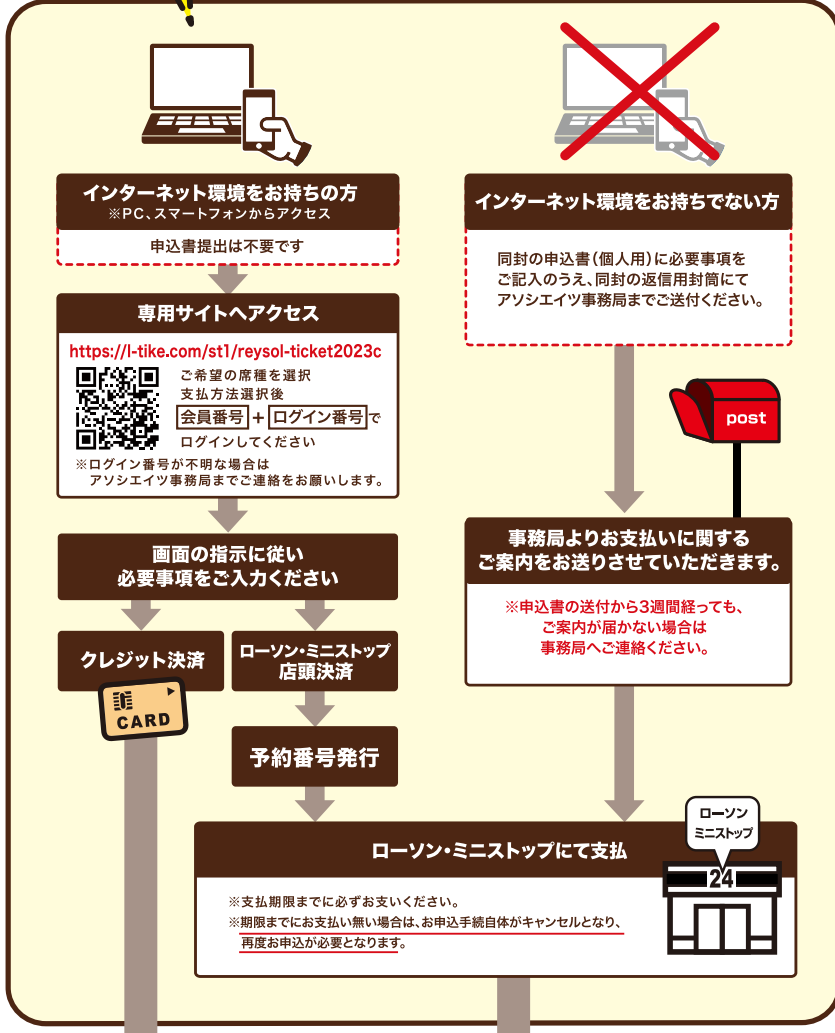 インターネット環境をお持ちの方
※PC、スマートフォンからアクセス
申込書提出は不要です
専用サイトへアクセス
https://l-tike.com/st1/reysol-ticket2023c
ご希望の席種を選択
支払方法選択後
会員番号+ログイン番号で
ログインしてください
※ログイン番号が不明な場合は
アソシエイツ事務局までご連絡をお願いします。
画面の指示に従い
必要事項をご入力ください
クレジット決済
CARD
ローソン・ミニストップ
店頭決済
予約番号発行
インターネット環境をお持ちでない方
同封の申込書(個人用)に必要事項を
ご記入のうえ、同封の返信用封筒にて
アソシエイツ事務局までご送付ください。
post
事務局よりお支払いに関する
ご案内をお送りさせていただきます。
※申込書の送付から3週間経っても、
ご案内が届かない場合は
事務局へご連絡ください。
ローソン・ミニストップにて支払
ローソン
ミニストップ
24
※支払期限までに必ずお支いください。
※期限までにお支払い無い場合は、お申込手続自体がキャンセルとなり、
再度お申込が必要となります。